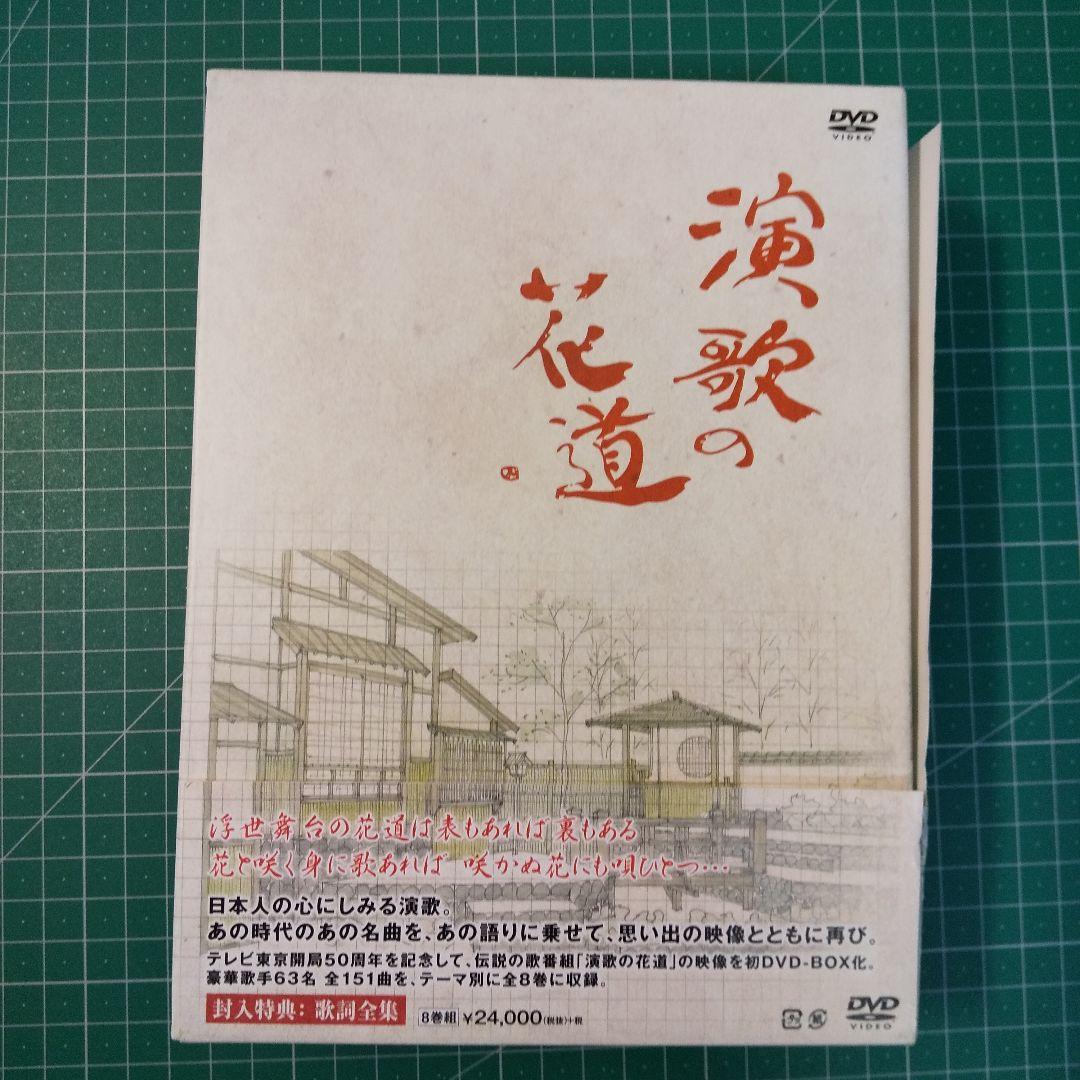 DVD
VIDEO
演歌の
花道
浮世舞台の花道は表もあれば裏もある
花と咲く身に歌あれば 咲かぬ花にも唄ひとつ…
日本人の心にしみる演歌。
あの時代のあの名曲を、あの語りに乗せて、思い出の映像とともに再び。
テレビ東京開局50周年を記念して、伝説の歌番組「演歌の花道」の映像を初DVD-BOX化。
豪華歌手63名 全151曲を、テーマ別に全8巻に収録。
封入特典：歌詞全集
8巻組 ¥24,000(税抜)+税
DVD
VIDEO